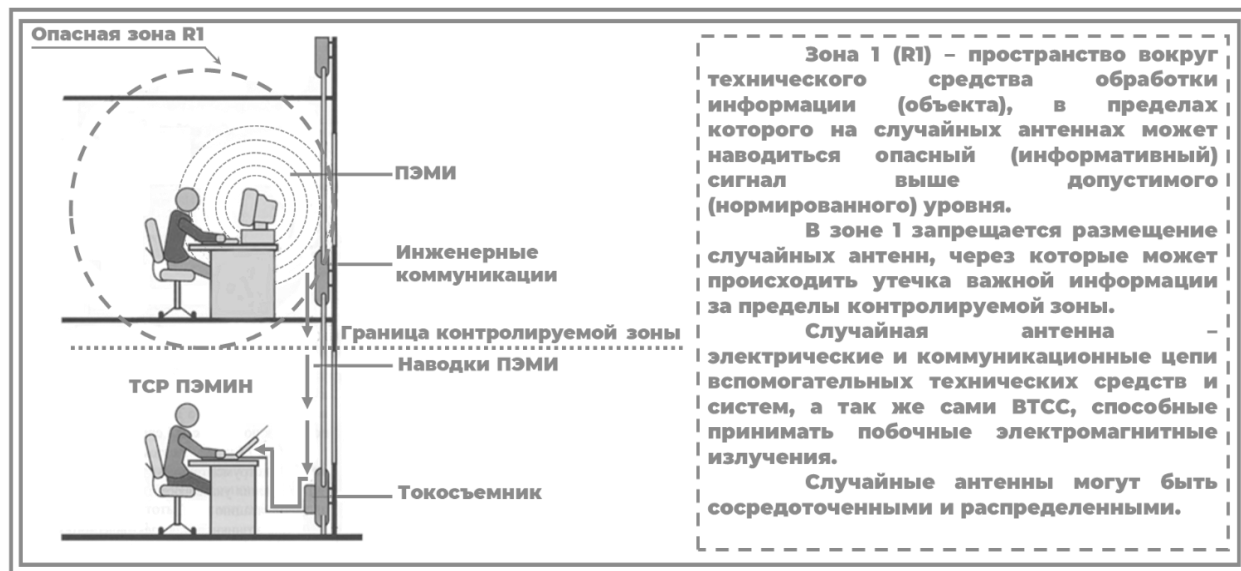 Опасная зона R1
ПЭМИ
Инженерные
коммуникации
Граница контролируемой зоны
Наводки ПЭМИ
ТСР ПЭМИН
Токосъемник
Зона 1 (R1) – пространство вокруг
технического средства обработки
информации (объекта), в пределах
которого на случайных антеннах может
наводиться опасный (информативный)
сигнал выше допустимого
(нормированного) уровня.
В зоне 1 запрещается размещение
случайных антенн, через которые может
происходить утечка важной информации
за пределы контролируемой зоны.
Случайная антенна –
электрические и коммуникационные цепи
вспомогательных технических средств и
систем, а так же сами ВТСС, способные
принимать побочные электромагнитные
излучения.
Случайные антенны могут быть
сосредоточенными и распределенными.